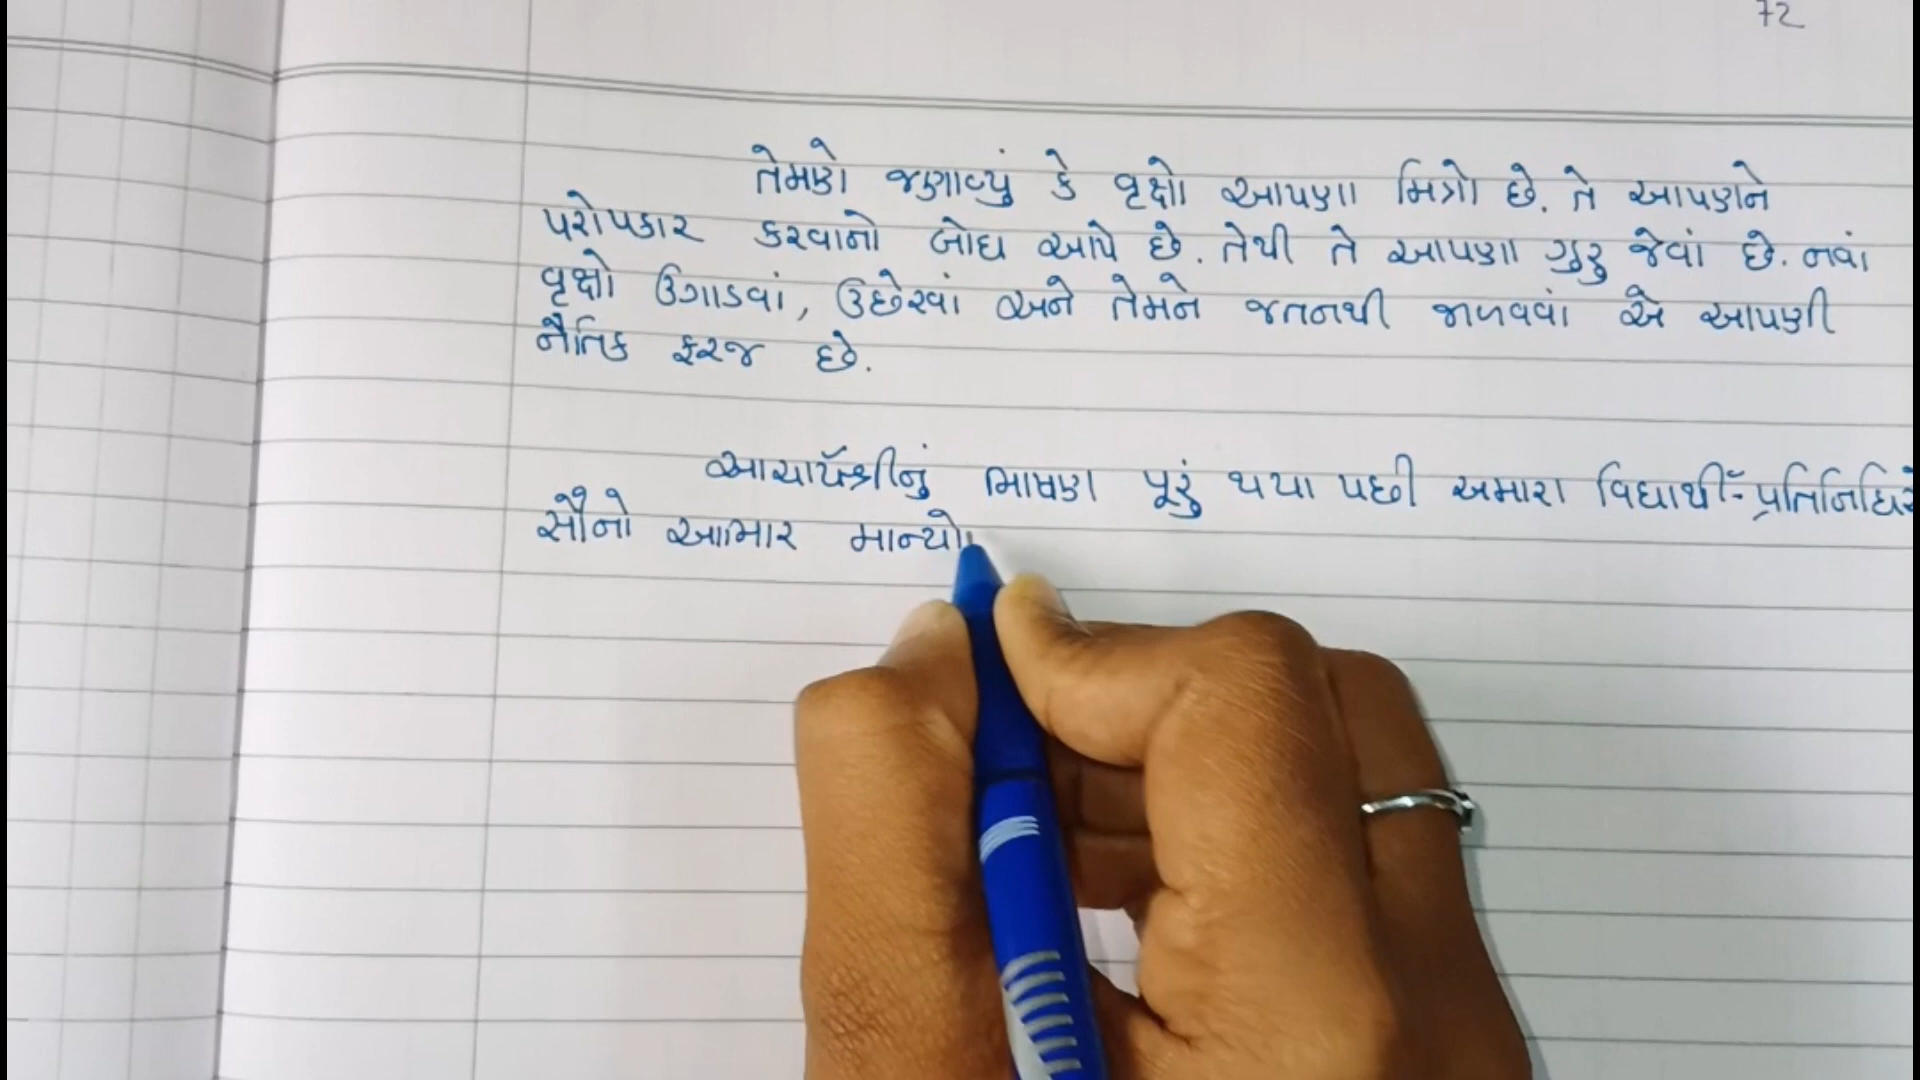 72
તેમણે જણાવ્યું કે વૃક્ષો આપણા મિત્રો છે. તે આપણને
પરોપકાર કરવાનો બોધ આપે છે. તેથી તે આપણા ગુરુ જેવાં છે. નવાં
વૃક્ષો ઉગાડવાં, ઉછેરવાં અને તેમને જતનથી જાળવવાં એ આપણી
નૈતિક ફરજ છે.
આચાર્યશ્રીનું ભાષણ પૂરું થયા પછી અમારા વિદ્યાર્થી-પ્રતિનિધિએ
સૌનો આભાર માન્યો